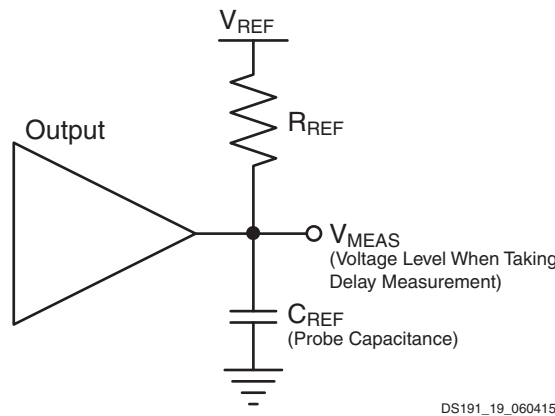 VREF
Output
RREF
VMEAS
(Voltage Level When Taking
Delay Measurement)
CREF
(Probe Capacitance)
DS191_19_060415